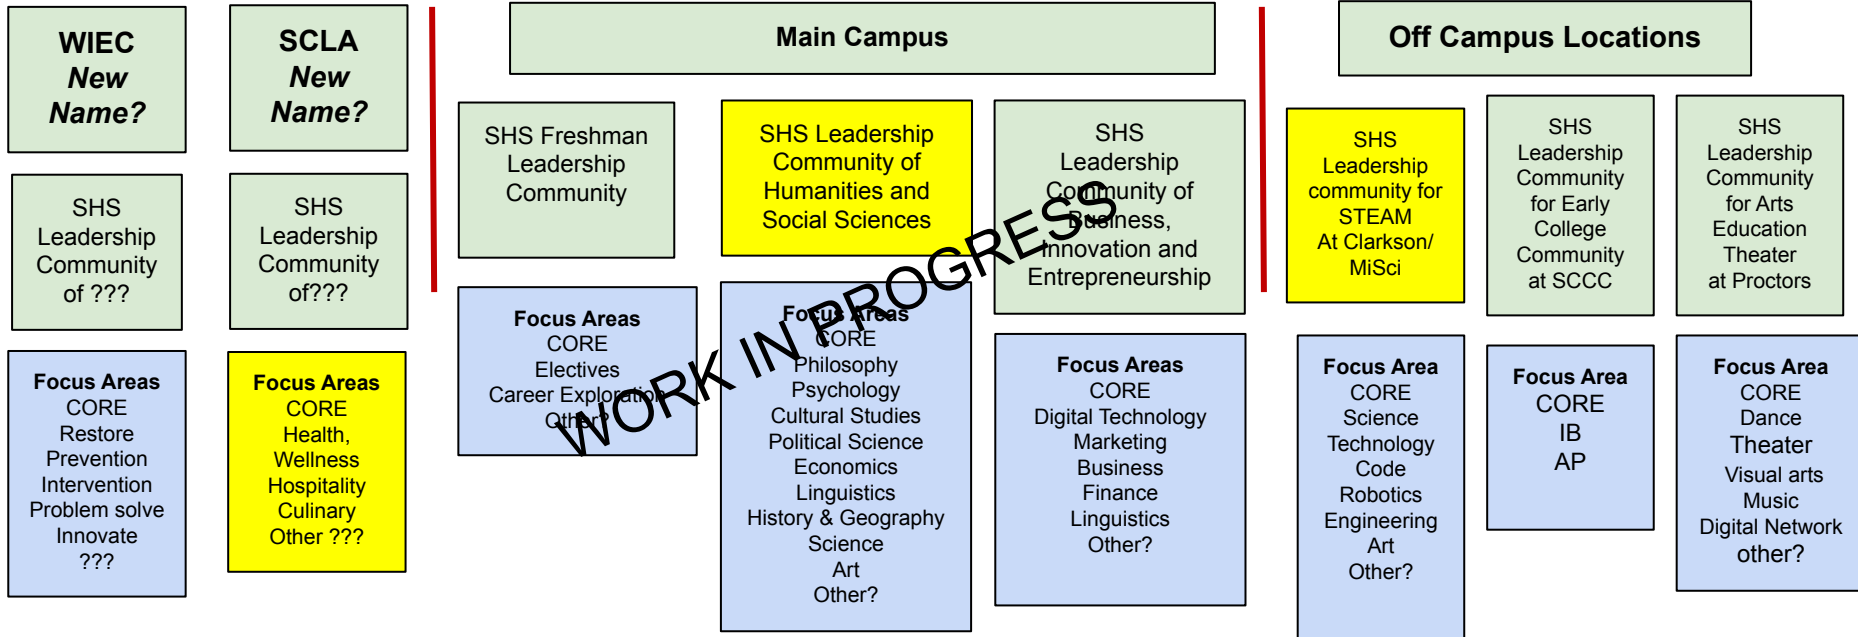 WIEC
New
Name?
SHS
Leadership
Community
of ???
Focus Areas
CORE
Restore
Prevention
Intervention
Problem solve
Innovate
???
SCLA
New
Name?
SHS
Leadership
Community
of???
Focus Areas
CORE
Health,
Wellness
Hospitality
Culinary
Other ???
Main Campus
SHS Freshman
Leadership
Community
Focus Areas
CORE
Electives
Career Exploration
Other?
SHS Leadership
Community of
Humanities and
Social Sciences
Focus Areas
CORE
Philosophy
Psychology
Cultural Studies
Political Science
Economics
Linguistics
History & Geography
Science
Art
Other?
SHS
Leadership
Community of
Business,
Innovation and
Entrepreneurship
Focus Areas
CORE
Digital Technology
Marketing
Business
Finance
Linguistics
Other?
WORK IN PROGRESS
Off Campus Locations
SHS
Leadership
community for
STEAM
At Clarkson/
MiSci
Focus Area
CORE
Science
Technology
Code
Robotics
Engineering
Art
Other?
SHS
Leadership
Community
for Early
College
Community
at SCCC
Focus Area
CORE
IB
AP
SHS
Leadership
Community
for Arts
Education
Theater
at Proctors
Focus Area
CORE
Dance
Theater
Visual arts
Music
Digital Network
other?